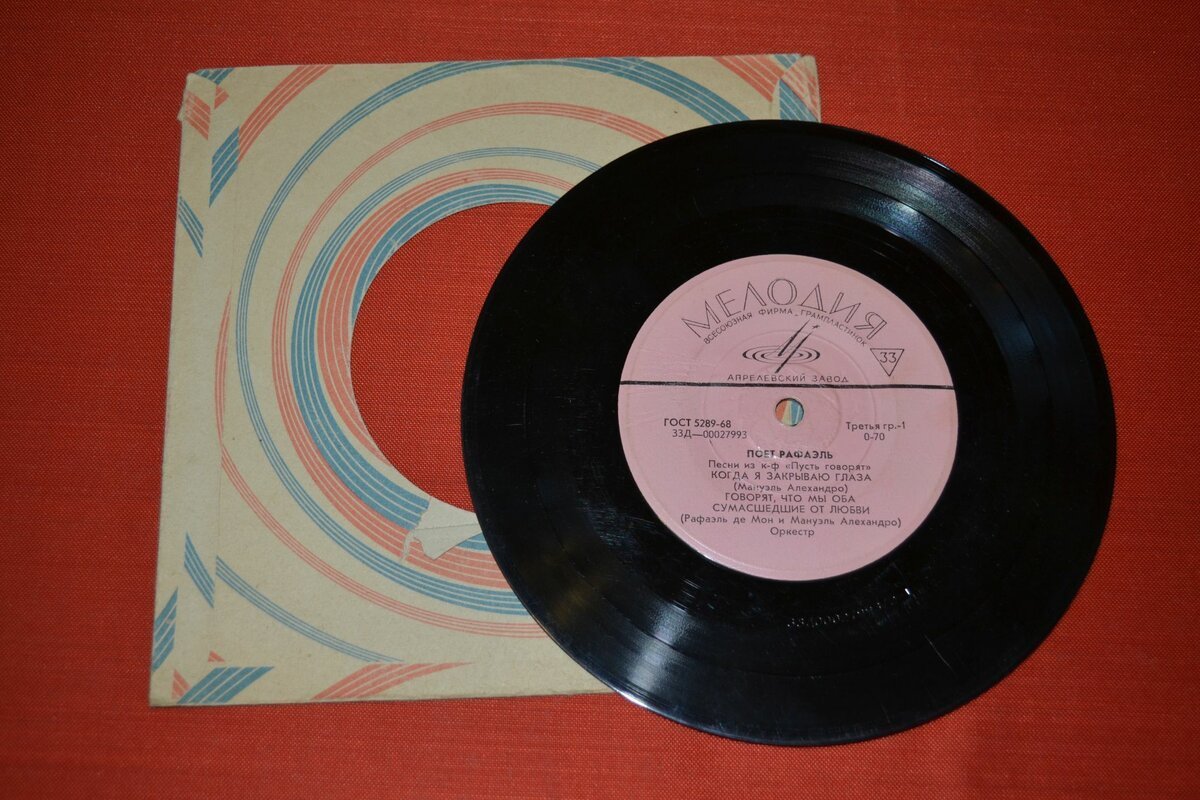 МЕЛОДИЯ
ВСЕСОЮЗНАЯ ФИРМА ГРАМПЛАСТИНОК
33
АПРЕЛЕВСКИЙ ЗАВОД
ГОСТ 5289-68
33Д—00027993
Третья гр.-1
0-70
ПОЕТ РАФАЭЛЬ
Песни из к-ф «Пусть говорят»
КОГДА Я ЗАКРЫВАЮ ГЛАЗА
(Мануэль Алехандро)
ГОВОРЯТ, ЧТО МЫ ОБА
СУМАСШЕДШИЕ ОТ ЛЮБВИ
(Рафаэль де Мон и Мануэль Алехандро)
Оркестр